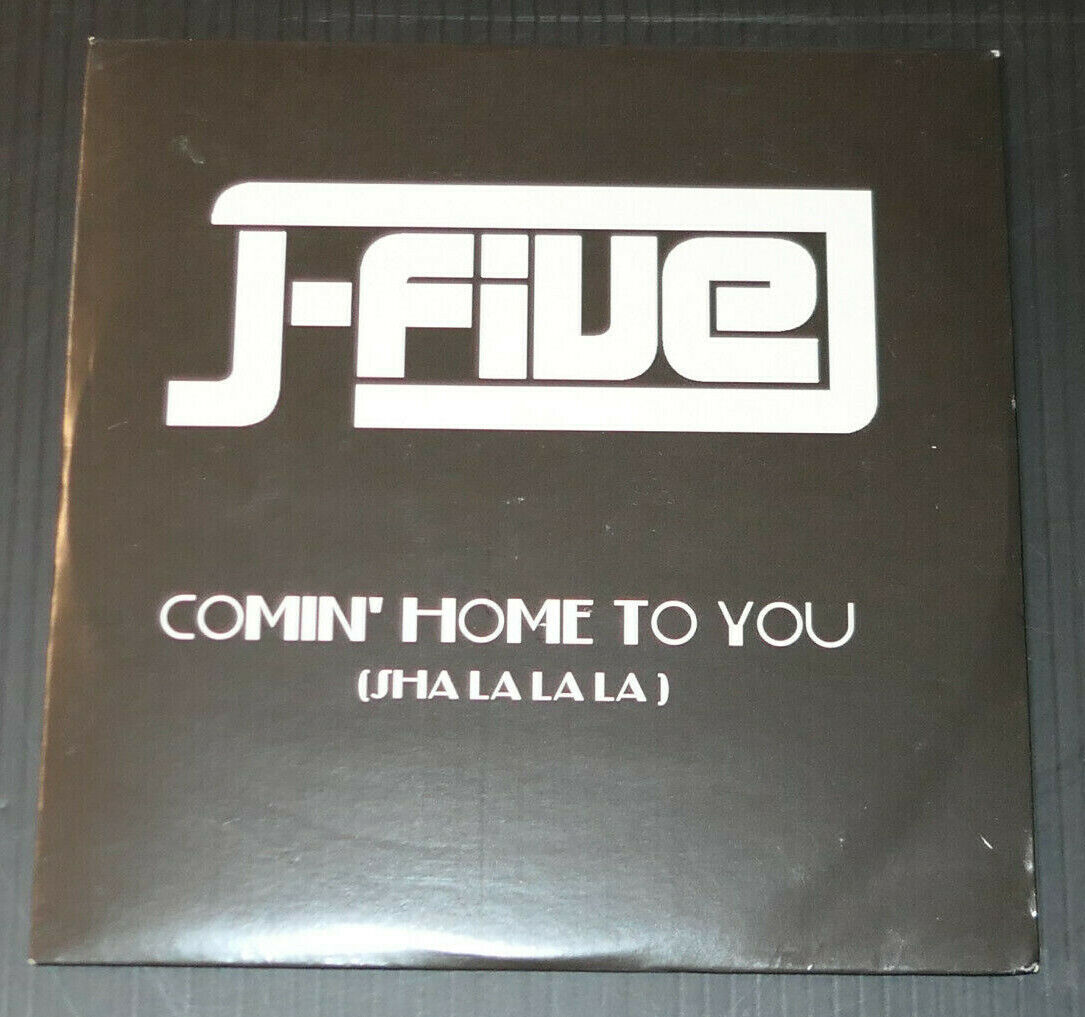 J-FiVe
COMIN' HOME TO YOU
(SHA LA LA LA)